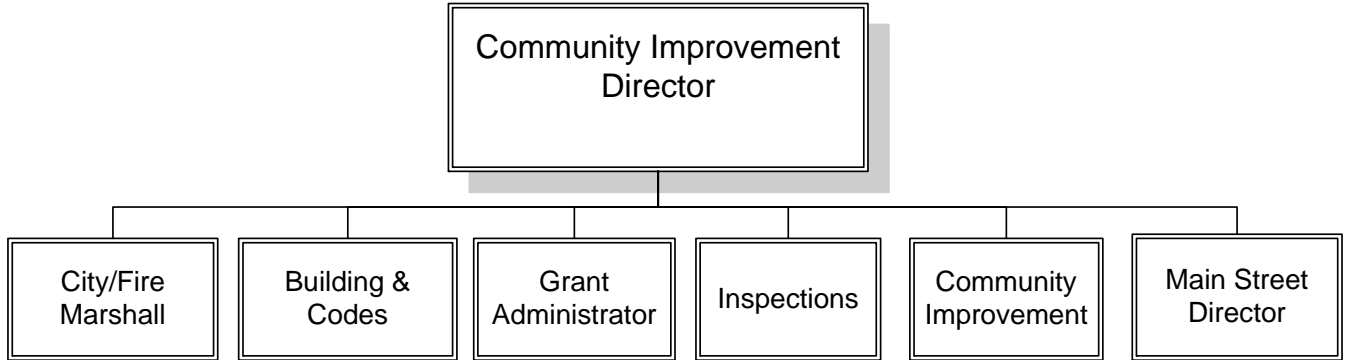 Community Improvement
Director
City/Fire
Marshall
Building &
Codes
Grant
Administrator
Inspections
Community
Improvement
Main Street
Director